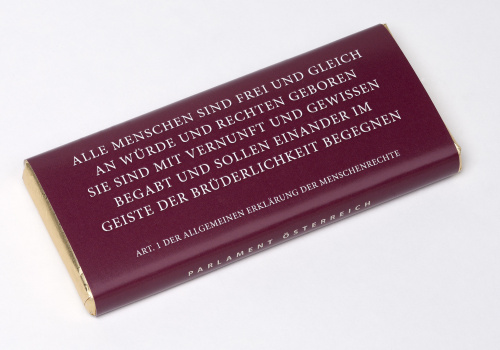 ALLE MENSCHEN SIND FREI UND GLEICH
AN WÜRDE UND RECHTEN GEBOREN
SIE SIND MIT VERNUNFT UND GEWISSEN
BEGABT UND SOLLEN EINANDER IM
GEISTE DER BRÜDERLICHKEIT BEGEGNEN
ART. 1 DER ALLGEMEINEN ERKLÄRUNG DER MENSCHENRECHTE
PARLAMENT ÖSTERREICH